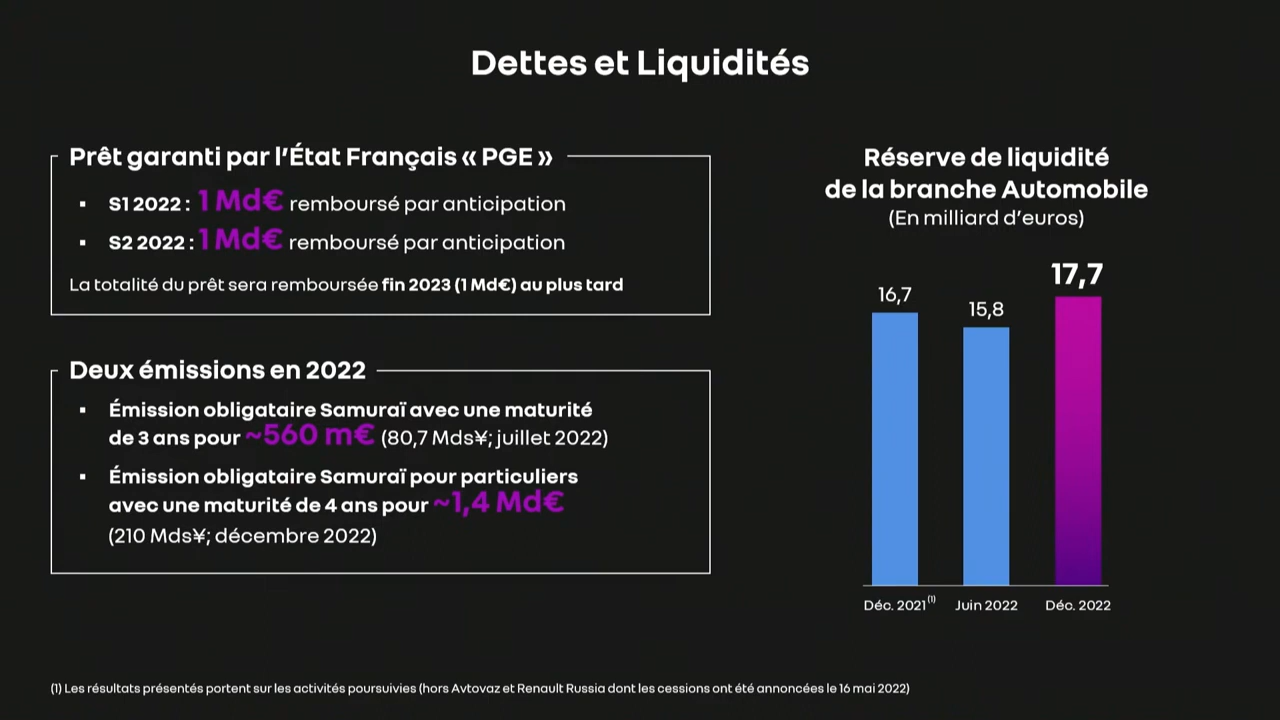 Dettes et Liquidités
Prêt garanti par l'État Français « PGE »
▪ S1 2022 : 1 Md€ remboursé par anticipation
▪ S2 2022 : 1 Md€ remboursé par anticipation
La totalité du prêt sera remboursée fin 2023 (1 Md€) au plus tard
Deux émissions en 2022
▪ Émission obligataire Samuraï avec une maturité
de 3 ans pour ~560 m€ (80,7 Mds¥; juillet 2022)
▪ Émission obligataire Samuraï pour particuliers
avec une maturité de 4 ans pour ~1,4 Md€
(210 Mds¥; décembre 2022)
Réserve de liquidité
de la branche Automobile
(En milliard d'euros)
16,7
15,8
17,7
Déc. 2021(1)
Juin 2022
Déc. 2022
(1) Les résultats présentés portent sur les activités poursuivies (hors Avtovaz et Renault Russia dont les cessions ont été annoncées le 16 mai 2022)